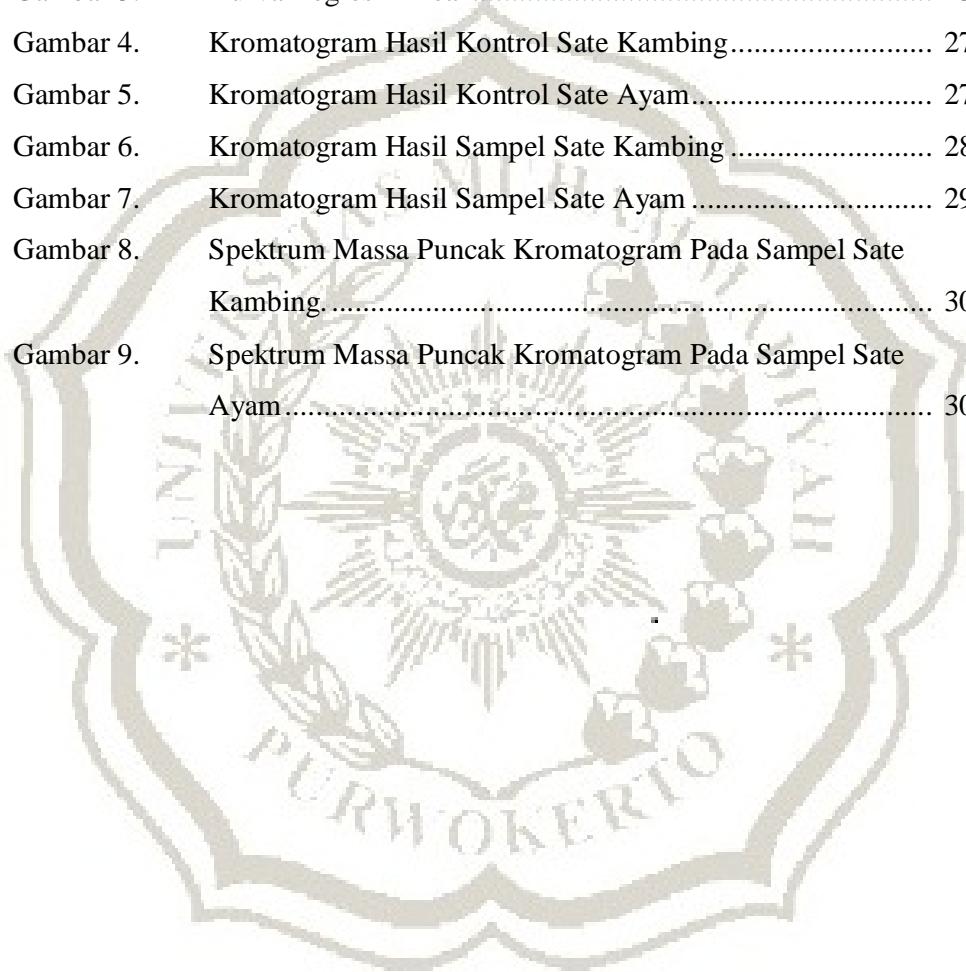 Gambar 4. Kromatogram Hasil Kontrol Sate Kambing......................... 27
Gambar 5. Kromatogram Hasil Kontrol Sate Ayam.............................. 27
Gambar 6. Kromatogram Hasil Sampel Sate Kambing ......................... 28
Gambar 7. Kromatogram Hasil Sampel Sate Ayam .............................. 29
Gambar 8. Spektrum Massa Puncak Kromatogram Pada Sampel Sate
Kambing. ........................................................................... 30
Gambar 9. Spektrum Massa Puncak Kromatogram Pada Sampel Sate
Ayam ................................................................................. 30
UNIVERSITAS MUHAMMADIYAH
PURWOKERTO